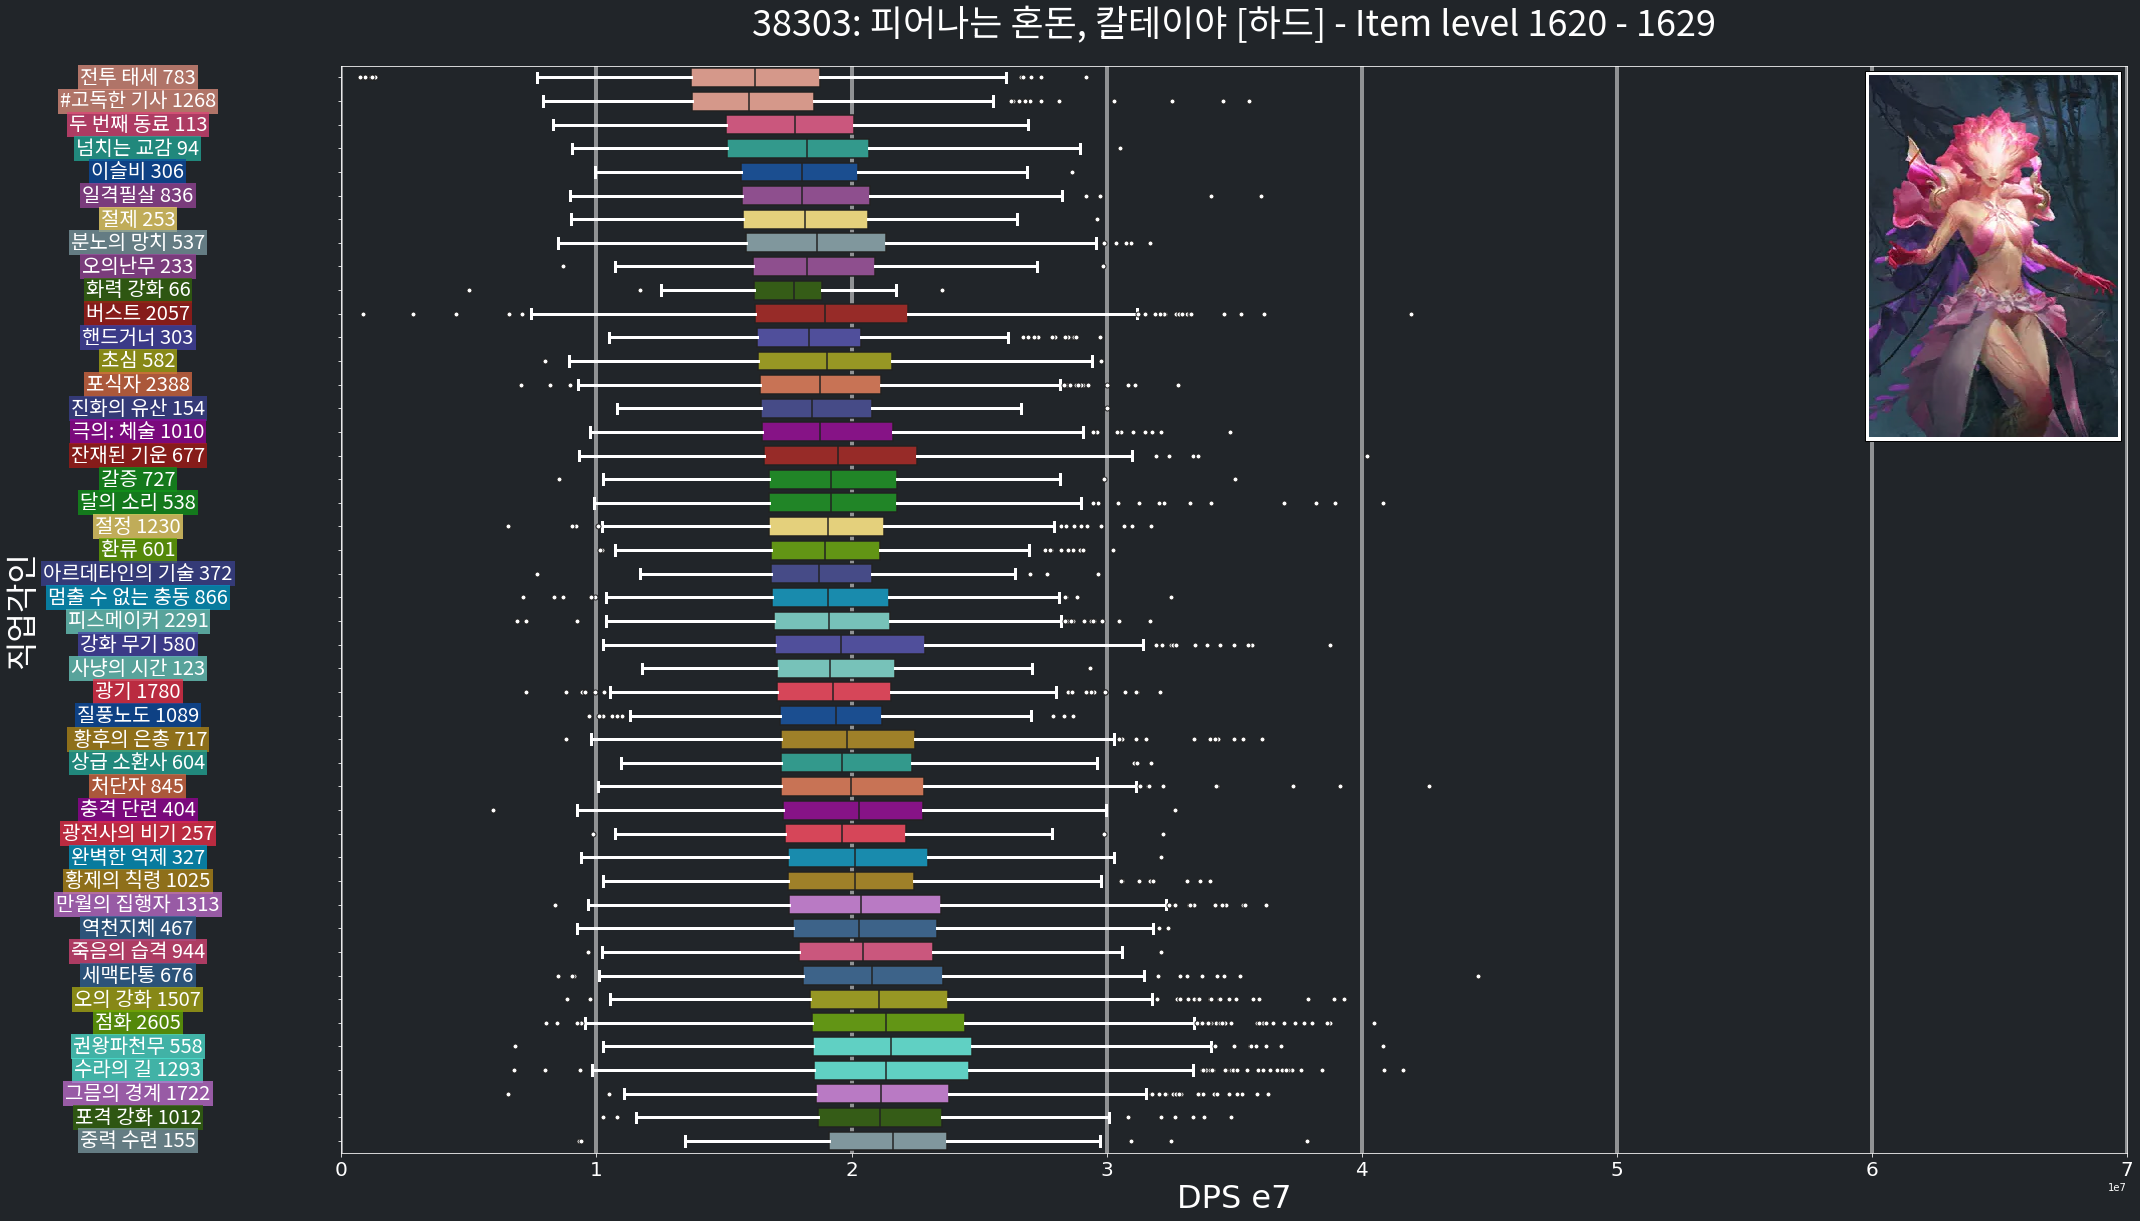 38303: 피어나는 혼돈, 칼테이야 [하드] - Item level 1620 - 1629
직업각인
전투 태세 783
#고독한 기사 1268
두 번째 동료 113
넘치는 교감 94
이슬비 306
일격필살 836
절제 253
분노의 망치 537
오의난무 233
화력 강화 66
버스트 2057
핸드거너 303
초심 582
포식자 2388
진화의 유산 154
극의: 체술 1010
잔재된 기운 677
갈증 727
달의 소리 538
절정 1230
환류 601
아르데타인의 기술 372
멈출 수 없는 충동 866
피스메이커 2291
강화 무기 580
사냥의 시간 123
광기 1780
질풍노도 1089
황후의 은총 717
상급 소환사 604
처단자 845
충격 단련 404
광전사의 비기 257
완벽한 억제 327
황제의 칙령 1025
만월의 집행자 1313
역천지체 467
죽음의 습격 944
세맥타통 676
오의 강화 1507
점화 2605
권왕파천무 558
수라의 길 1293
그믐의 경계 1722
포격 강화 1012
중력 수련 155
0 1 2 3 4 5 6 7
1e7
DPS e7